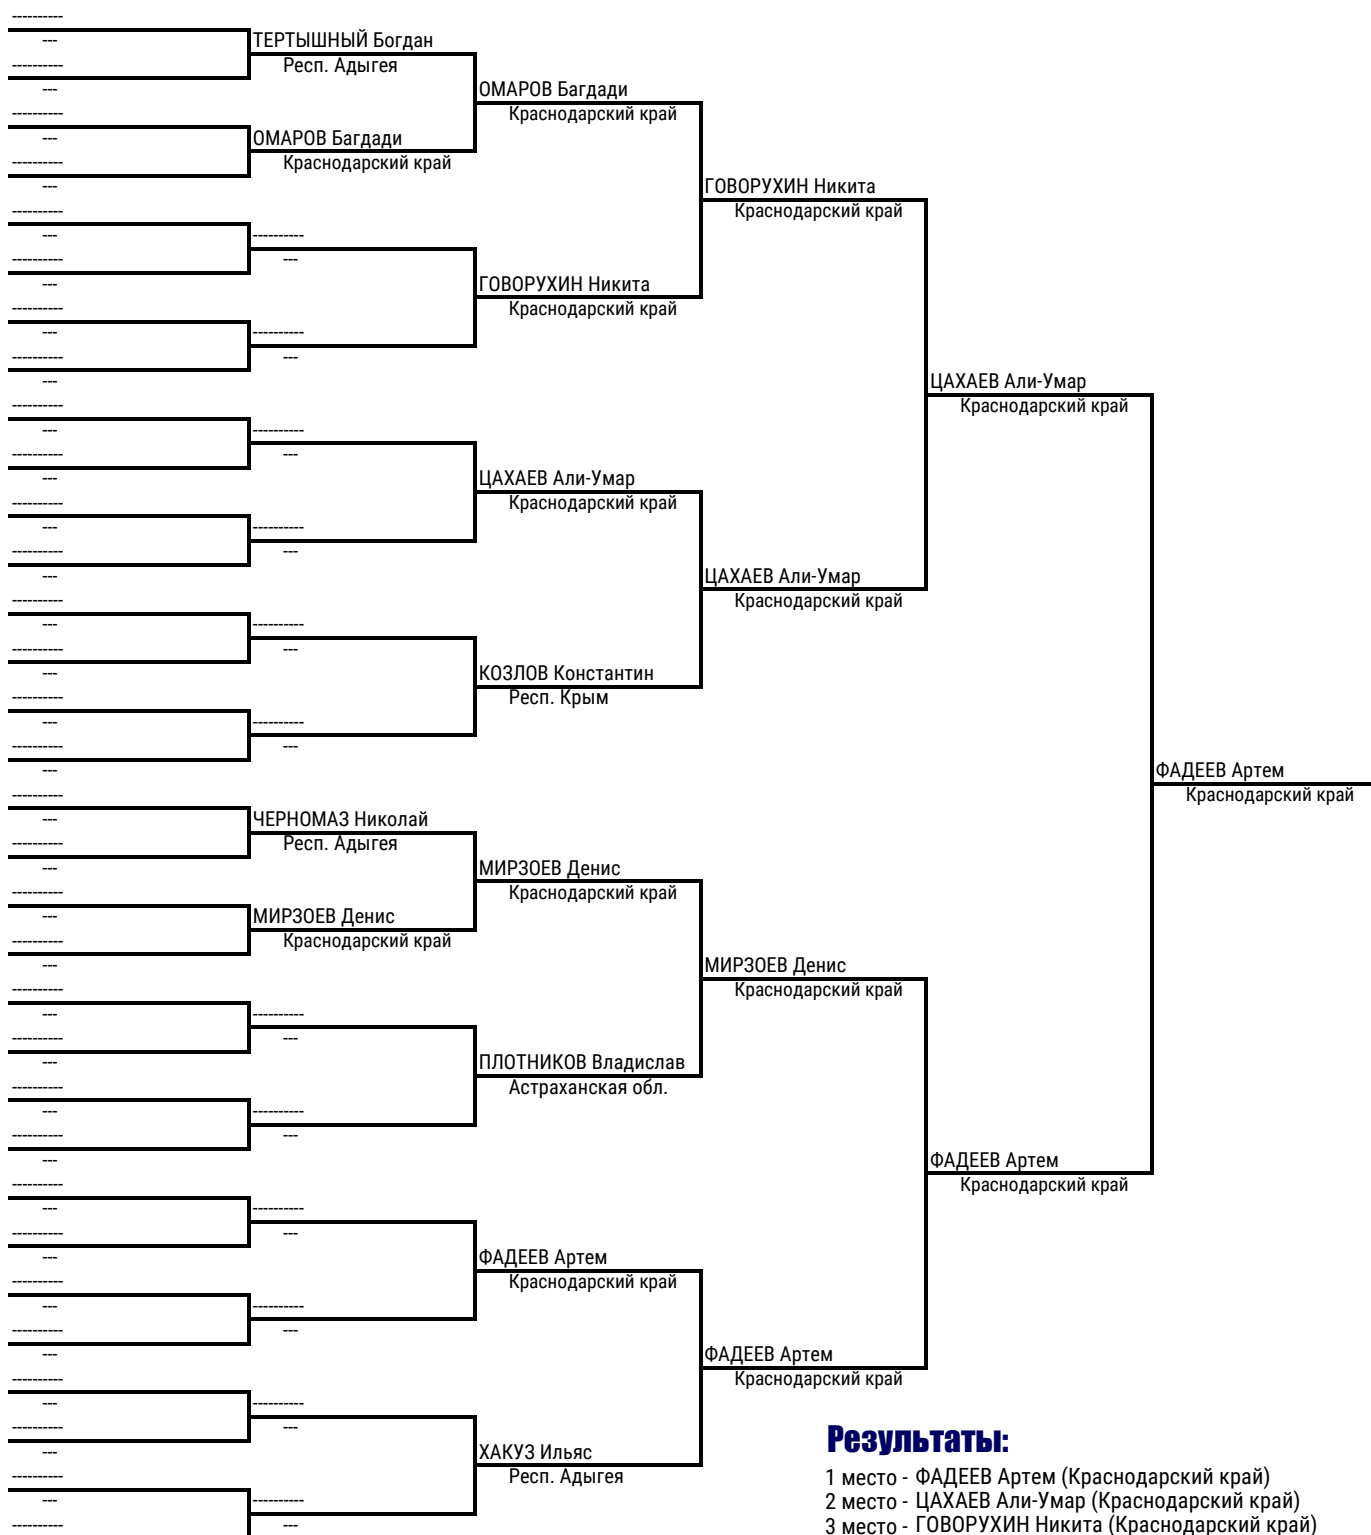 ТЕРТЫШНЫЙ Богдан
Респ. Адыгея
ОМАРОВ Багдади
Краснодарский край
ОМАРОВ Багдади
Краснодарский край
ГОВОРУХИН Никита
Краснодарский край
ГОВОРУХИН Никита
Краснодарский край
ЦАХАЕВ Али-Умар
Краснодарский край
ЦАХАЕВ Али-Умар
Краснодарский край
ЦАХАЕВ Али-Умар
Краснодарский край
КОЗЛОВ Константин
Респ. Крым
ФАДЕЕВ Артем
Краснодарский край
ЧЕРНОМАЗ Николай
Респ. Адыгея
МИРЗОЕВ Денис
Краснодарский край
МИРЗОЕВ Денис
Краснодарский край
МИРЗОЕВ Денис
Краснодарский край
ПЛОТНИКОВ Владислав
Астраханская обл.
ФАДЕЕВ Артем
Краснодарский край
ФАДЕЕВ Артем
Краснодарский край
ФАДЕЕВ Артем
Краснодарский край
ХАКУЗ Ильяс
Респ. Адыгея
Результаты:
1 место - ФАДЕЕВ Артем (Краснодарский край)
2 место - ЦАХАЕВ Али-Умар (Краснодарский край)
3 место - ГОВОРУХИН Никита (Краснодарский край)